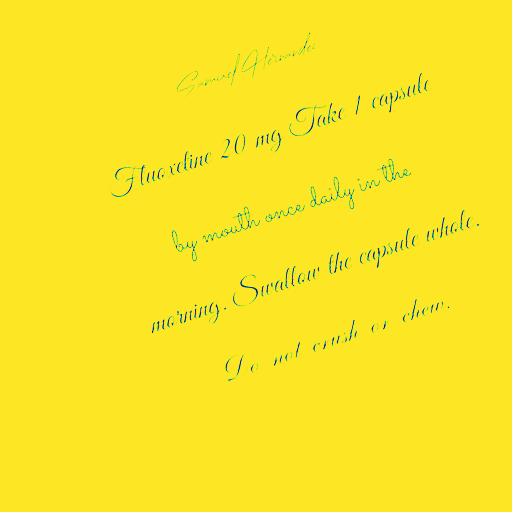 Samuel Hernandez
Fluoxetine 20 mg Take 1 capsule
by mouth once daily in the
morning. Swallow the capsule whole.
Do not crush or chew.